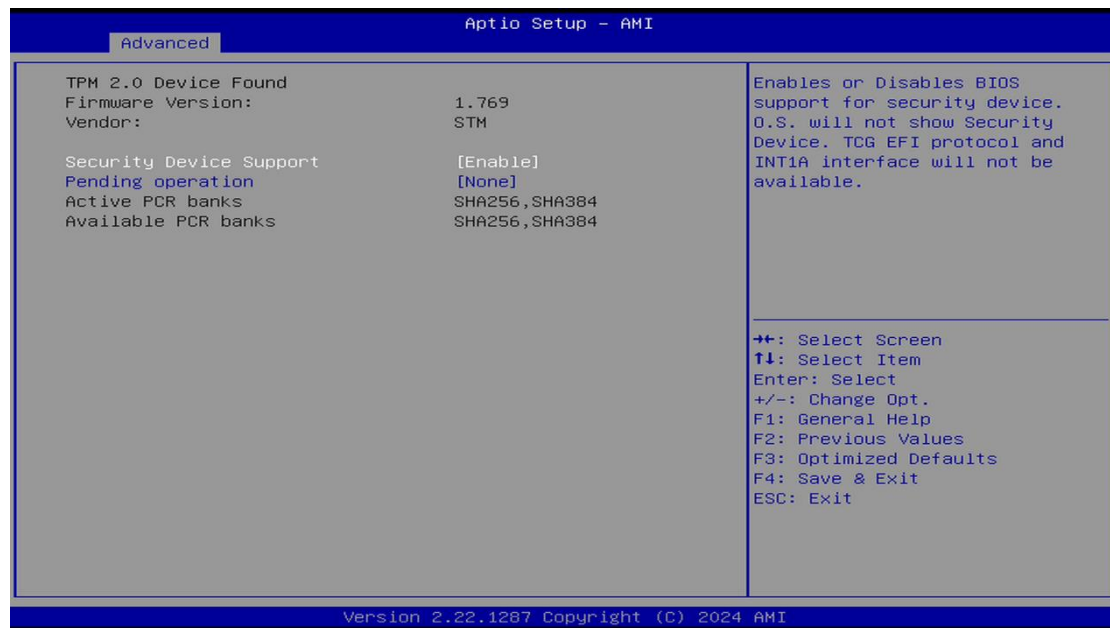 Aptio Setup – AMI
Advanced
TPM 2.0 Device Found
Firmware Version: 1.769
Vendor: STM
Security Device Support [Enable]
Pending operation [None]
Active PCR banks SHA256,SHA384
Available PCR banks SHA256,SHA384
Enables or Disables BIOS
support for security device.
O.S. will not show Security
Device. TCG EFI protocol and
INT1A interface will not be
available.
→←: Select Screen
↑↓: Select Item
Enter: Select
+/-: Change Opt.
F1: General Help
F2: Previous Values
F3: Optimized Defaults
F4: Save & Exit
ESC: Exit
Version 2.22.1287 Copyright (C) 2024 AMI